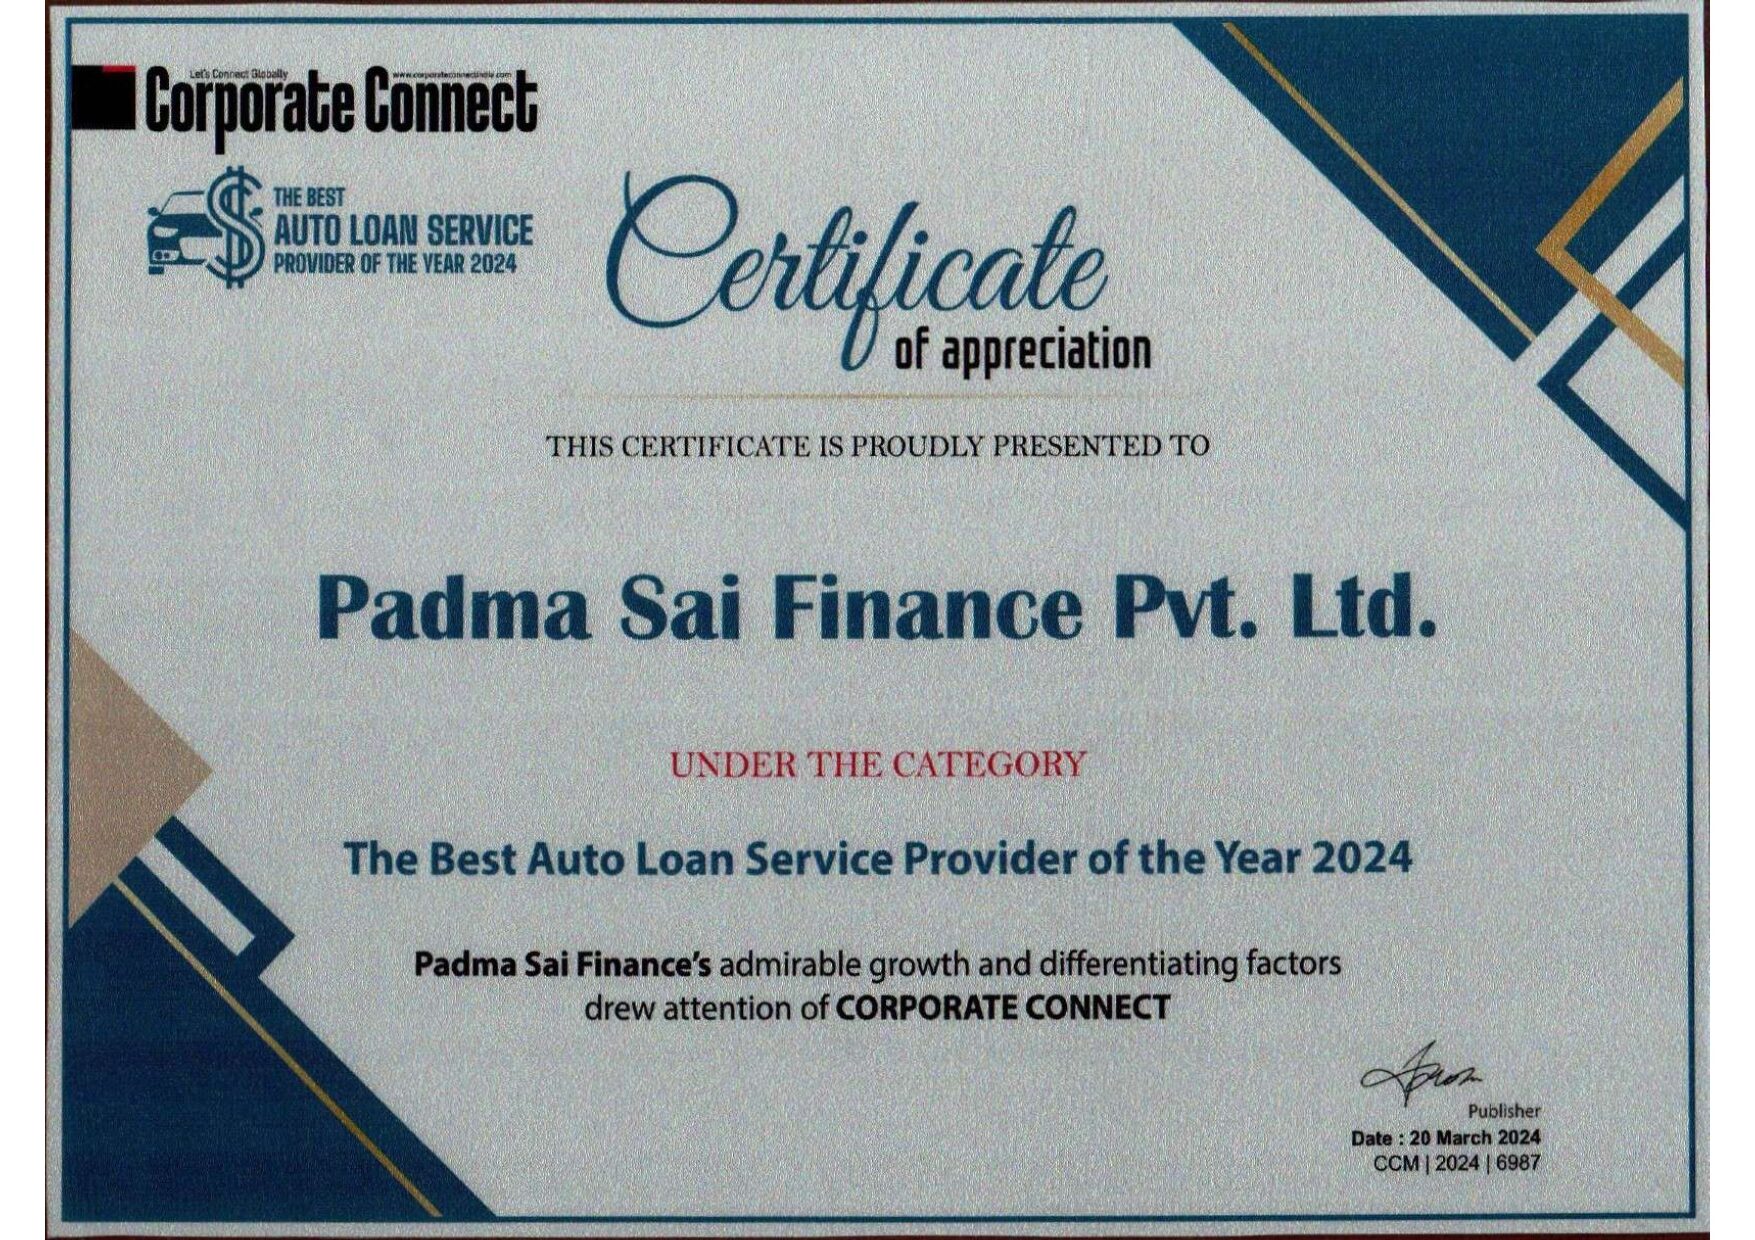 Let's Connect Globally
www.corporateconnectindia.com
Corporate Connect
THE BEST
AUTO LOAN SERVICE
PROVIDER OF THE YEAR 2024
Certificate
of appreciation
THIS CERTIFICATE IS PROUDLY PRESENTED TO
Padma Sai Finance Pvt. Ltd.
UNDER THE CATEGORY
The Best Auto Loan Service Provider of the Year 2024
Padma Sai Finance's admirable growth and differentiating factors
drew attention of CORPORATE CONNECT
Publisher
Date : 20 March 2024
CCM | 2024 | 6987